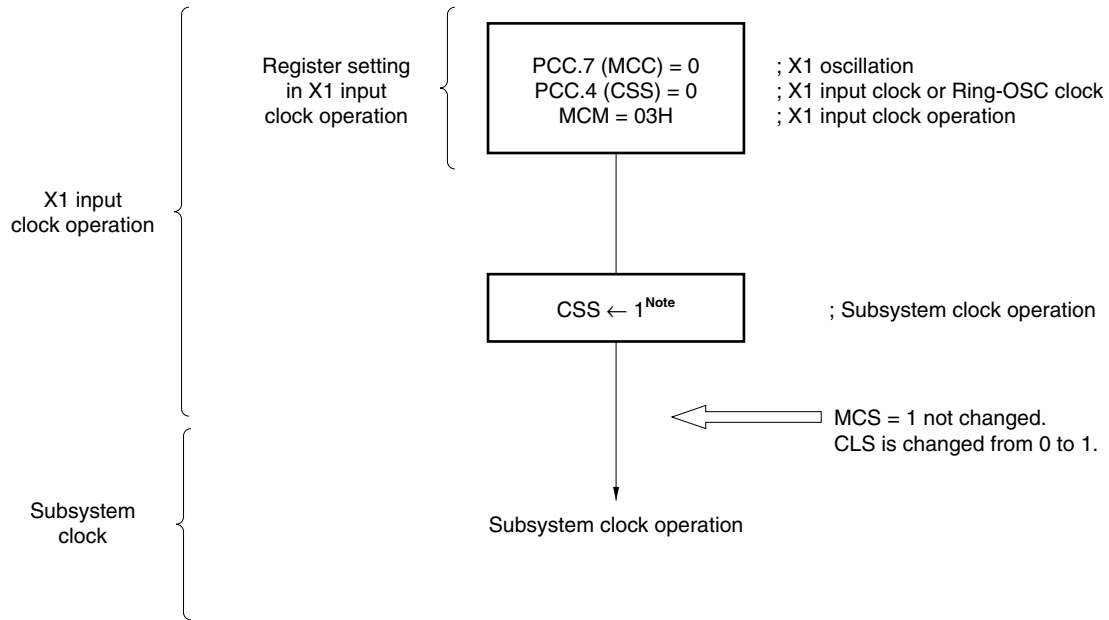 Register setting
in X1 input
clock operation
PCC.7 (MCC) = 0
PCC.4 (CSS) = 0
MCM = 03H
; X1 oscillation
; X1 input clock or Ring-OSC clock
; X1 input clock operation
X1 input
clock operation
CSS ← 1Note
; Subsystem clock operation
MCS = 1 not changed.
CLS is changed from 0 to 1.
Subsystem
clock
Subsystem clock operation